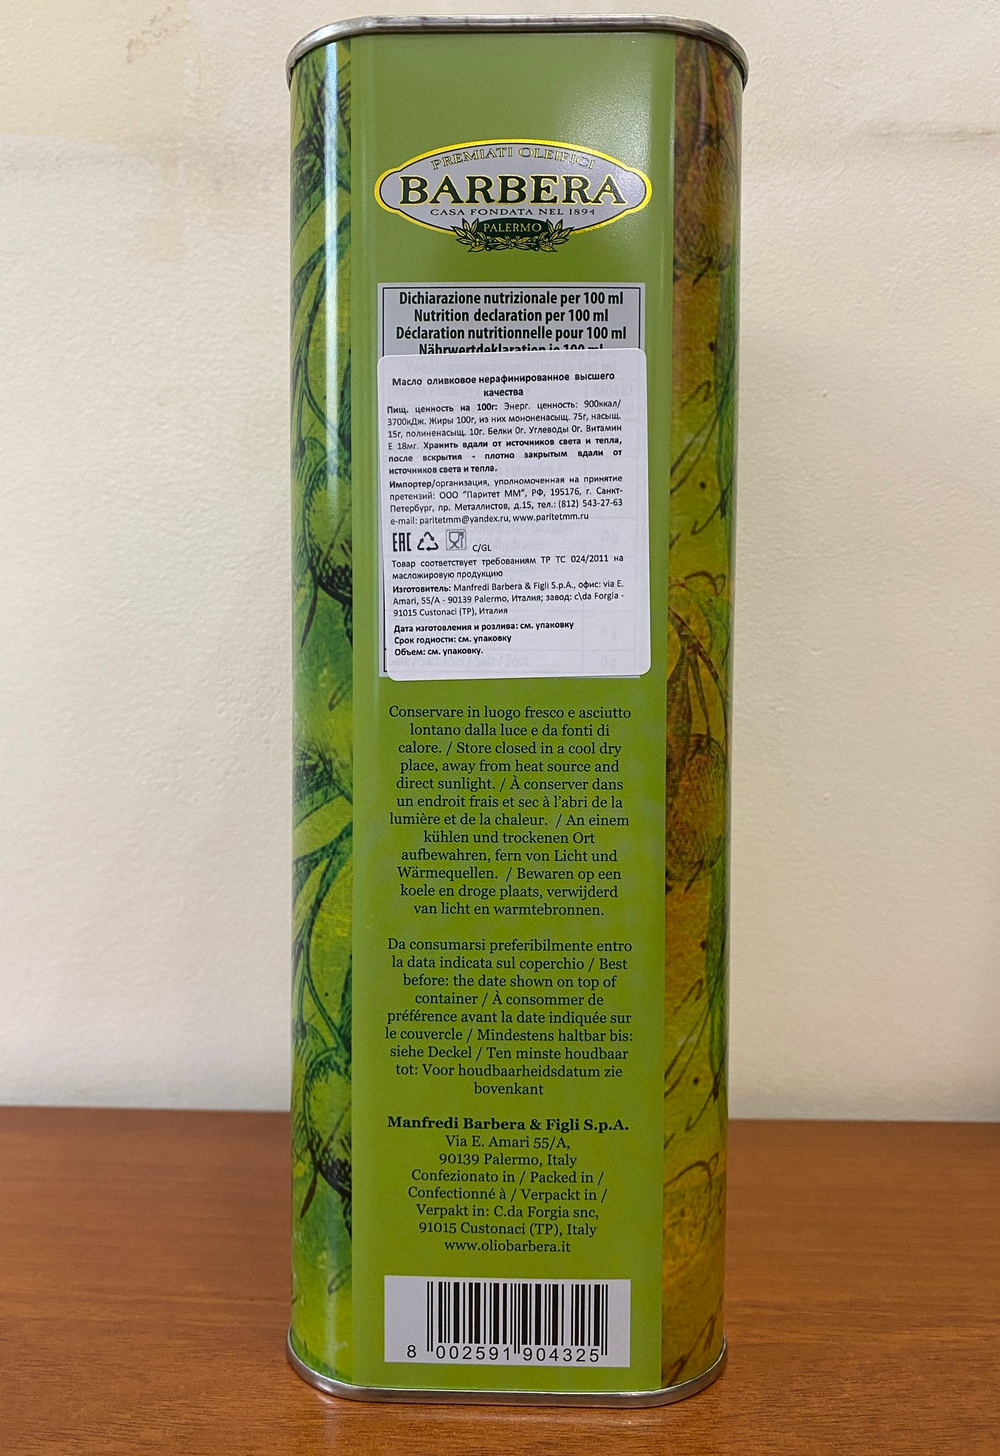 PREMIATI OLEIFICI
BARBERA
CASA FONDATA NEL 1894
PALERMO
Dichiarazione nutrizionale per 100 ml
Nutrition declaration per 100 ml
Déclaration nutritionnelle pour 100 ml
Nährwertdeklaration je 100 ml
Масло оливковое нерафинированное высшего
качества
Пищ. ценность на 100г: Энерг. ценность: 900ккал/
3700кДж. Жиры 100г, из них мононенасыщ. 75г, насыщ.
15г, полиненасыщ. 10г. Белки 0г. Углеводы 0г. Витамин
Е 18мг. Хранить вдали от источников света и тепла,
после вскрытия - плотно закрытым вдали от
источников света и тепла.
Импортер/организация, уполномоченная на принятие
претензий: ООО "Паритет ММ", РФ, 195176, г. Санкт-
Петербург, пр. Металлистов, д.15, тел.: (812) 543-27-63
e-mail: paritetmm@yandex.ru, www.paritetmm.ru
EAC C/GL
Товар соответствует требованиям ТР ТС 024/2011 на
масложировую продукцию
Изготовитель: Manfredi Barbera & Figli S.p.A., офис: via E.
Amari, 55/A - 90139 Palermo, Италия; завод: c\da Forgia -
91015 Custonaci (TP), Италия
Дата изготовления и розлива: см. упаковку
Срок годности: см. упаковку
Объем: см. упаковку.
Conservare in luogo fresco e asciutto
lontano dalla luce e da fonti di
calore. / Store closed in a cool dry
place, away from heat source and
direct sunlight. / À conserver dans
un endroit frais et sec à l'abri de la
lumière et de la chaleur. / An einem
kühlen und trockenen Ort
aufbewahren, fern von Licht und
Wärmequellen. / Bewaren op een
koele en droge plaats, verwijderd
van licht en warmtebronnen.
Da consumarsi preferibilmente entro
la data indicata sul coperchio / Best
before: the date shown on top of
container / À consommer de
préférence avant la date indiquée sur
le couvercle / Mindestens haltbar bis:
siehe Deckel / Ten minste houdbaar
tot: Voor houdbaarheidsdatum zie
bovenkant
Manfredi Barbera & Figli S.p.A.
Via E. Amari 55/A,
90139 Palermo, Italy
Confezionato in / Packed in /
Confectionné à / Verpackt in /
Verpakt in: C.da Forgia snc,
91015 Custonaci (TP), Italy
www.oliobarbera.it
8 002591 904325